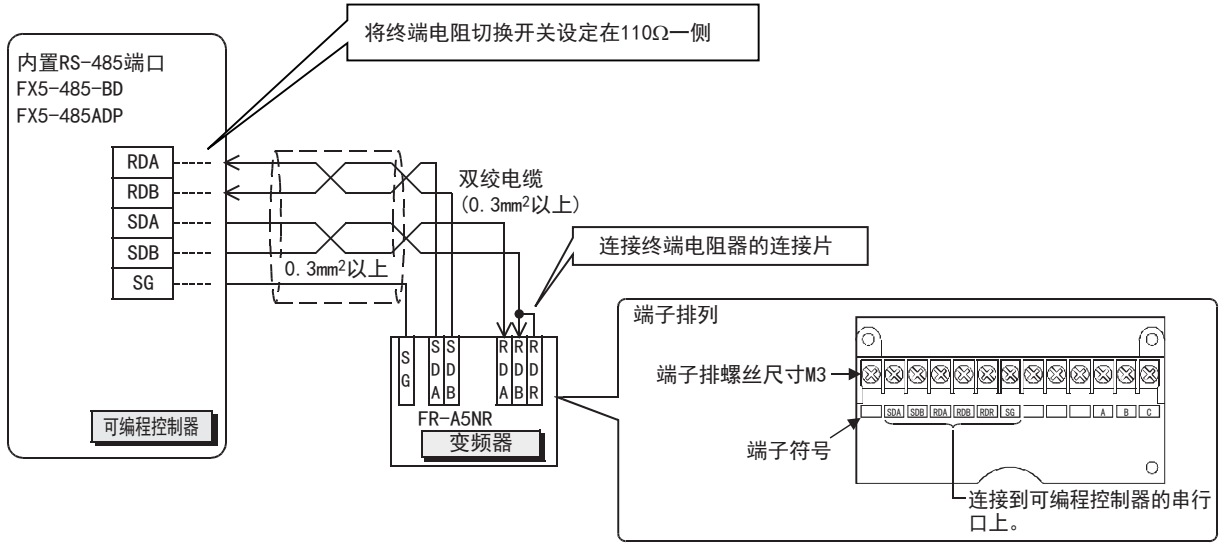 将终端电阻切换开关设定在110Ω一侧
内置RS-485端口
FX5-485-BD
FX5-485ADP
RDA
RDB
SDA
SDB
SG
双绞电缆
(0.3mm²以上)
0.3mm²以上
连接终端电阻器的连接片
SG
SDA
SDB
RDA
RDB
RDR
FR-A5NR
变频器
可编程控制器
端子排列
端子排螺丝尺寸M3
SDA SDB RDA RDB RDR SG A B C
端子符号
连接到可编程控制器的串行
口上。